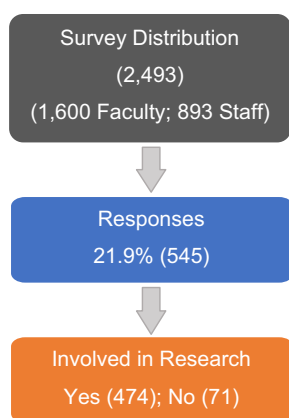 Survey Distribution
(2,493)
(1,600 Faculty; 893 Staff)
Responses
21.9% (545)
Involved in Research
Yes (474); No (71)